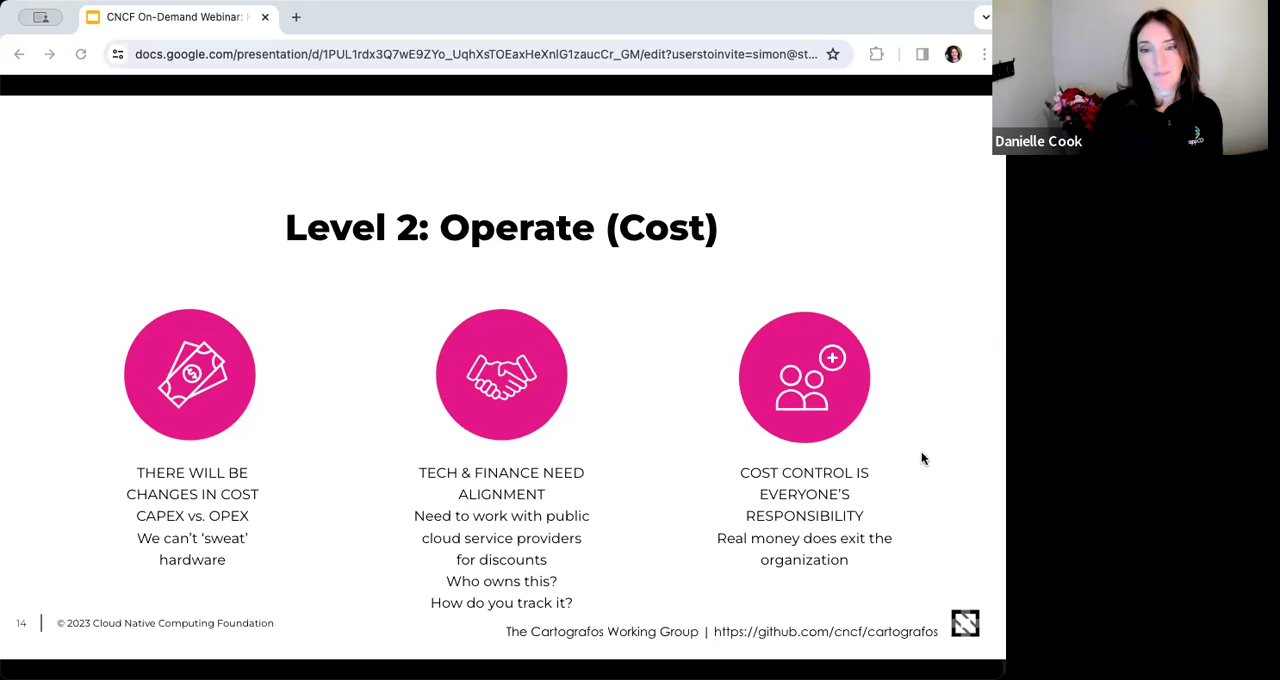 CNCF On-Demand Webinar: F
docs.google.com/presentation/d/1PUL1rdx3Q7wE9ZYo_UqhXsTOEaxHeXnlG1zaucCr_GM/edit?userstoinvite=simon@st...
Danielle Cook
appCD
Level 2: Operate (Cost)
THERE WILL BE
CHANGES IN COST
CAPEX vs. OPEX
We can’t ‘sweat’
hardware
TECH & FINANCE NEED
ALIGNMENT
Need to work with public
cloud service providers
for discounts
Who owns this?
How do you track it?
COST CONTROL IS
EVERYONE’S
RESPONSIBILITY
Real money does exit the
organization
14
© 2023 Cloud Native Computing Foundation
The Cartografos Working Group | https://github.com/cncf/cartografos